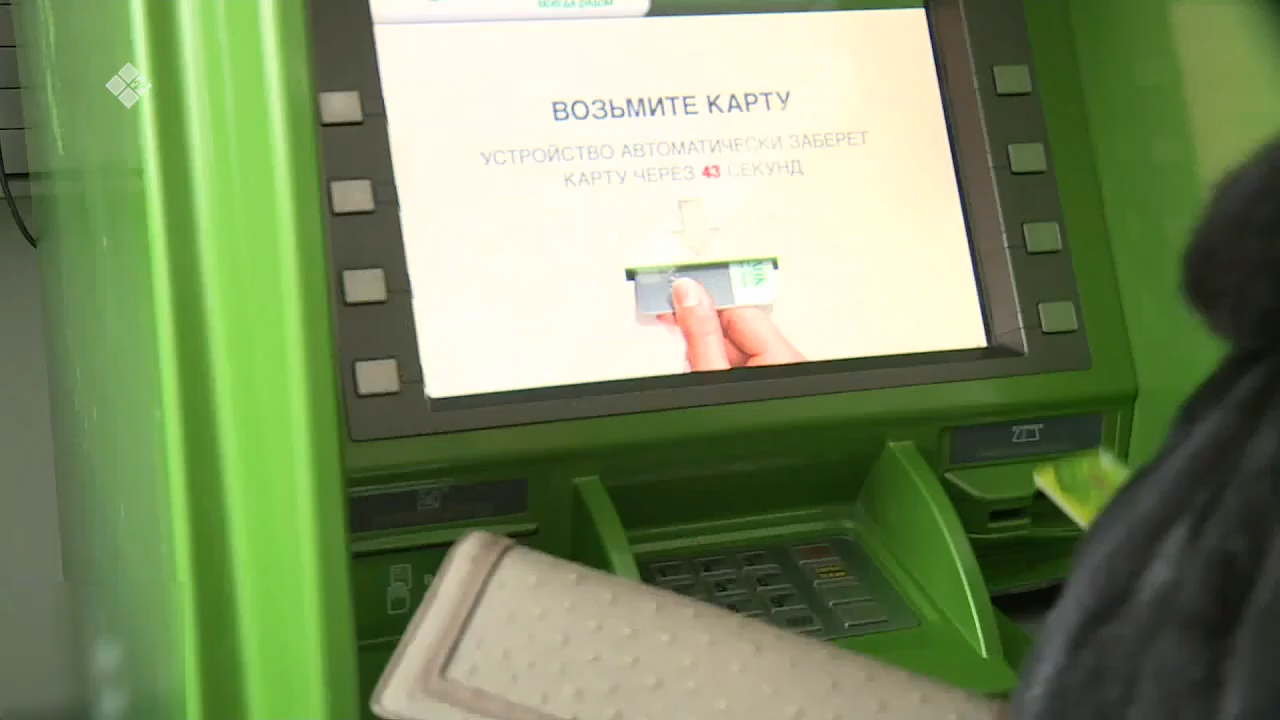 ВОЗЬМИТЕ КАРТУ
УСТРОЙСТВО АВТОМАТИЧЕСКИ ЗАБЕРЕТ
КАРТУ ЧЕРЕЗ 43 СЕКУНД